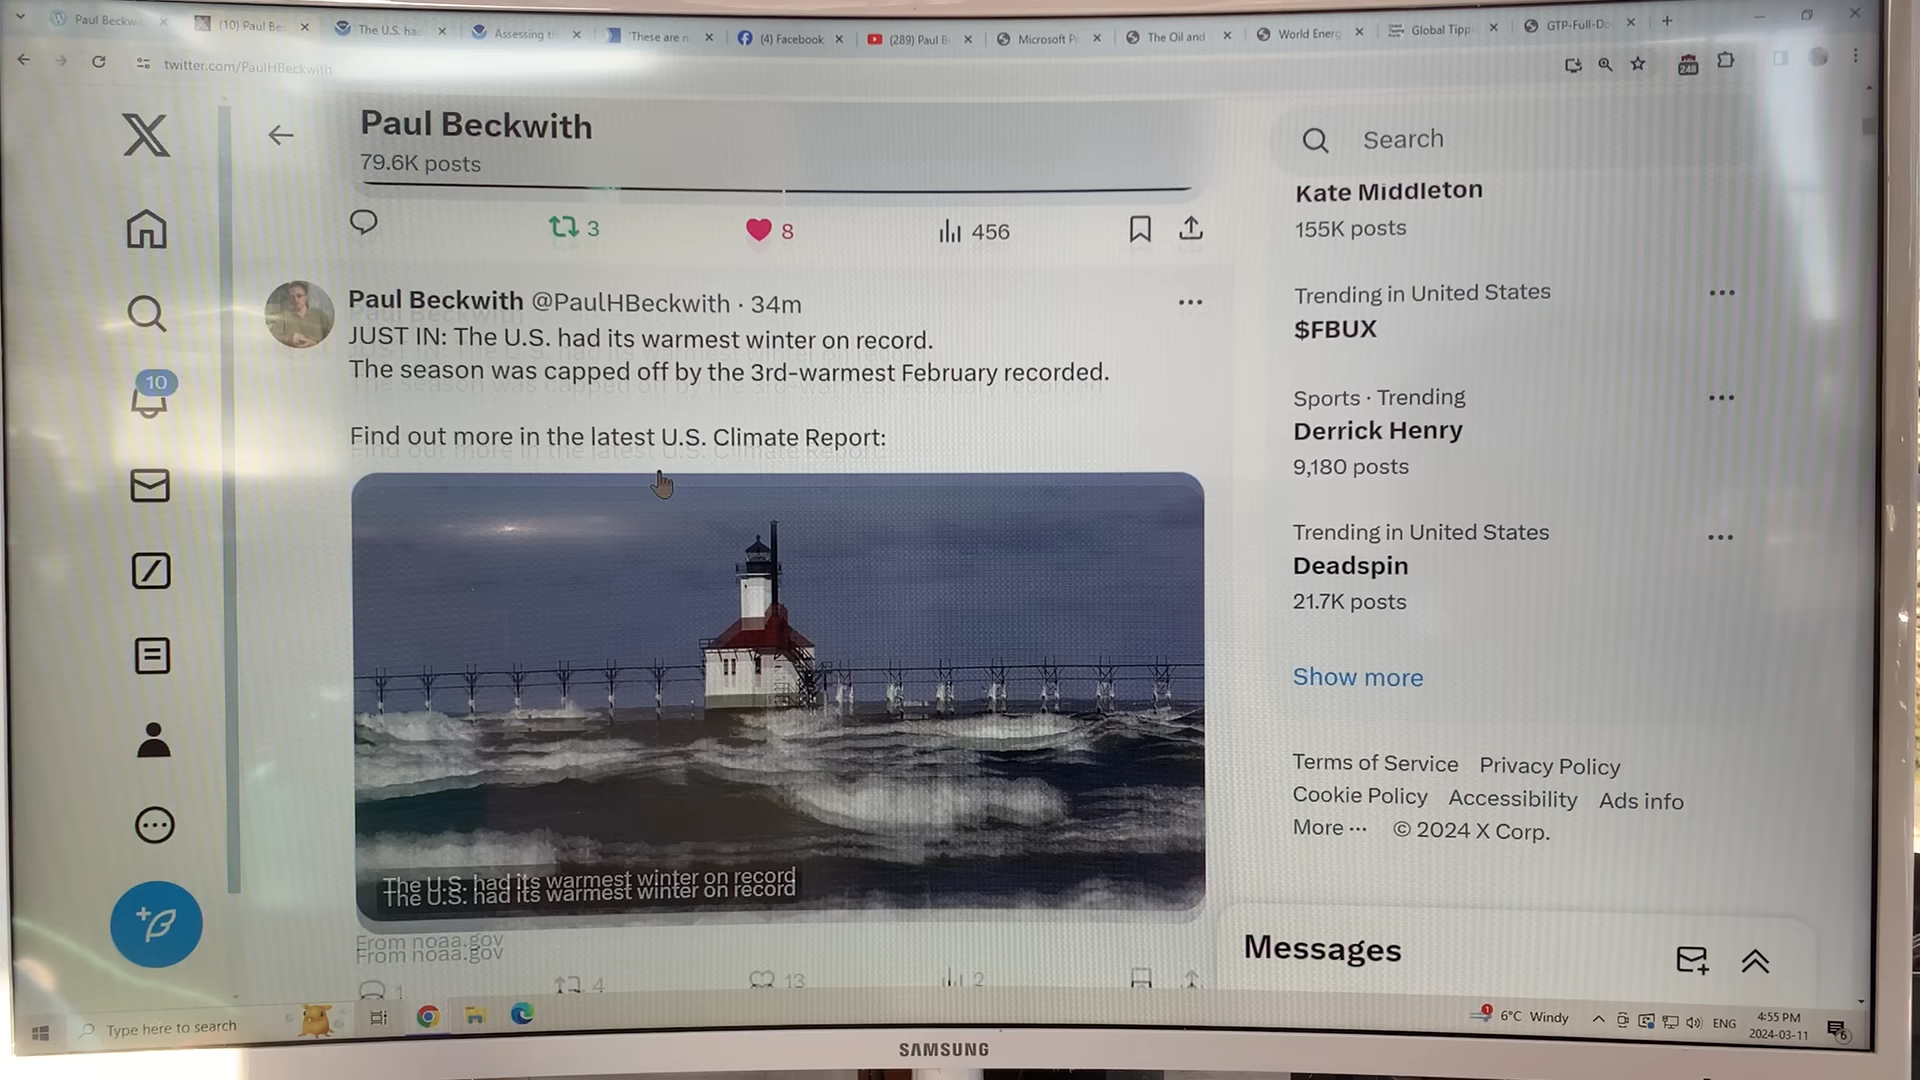 Paul Beckw
(10) Paul Be
The U.S. ha
Assessing t
'These are n
(4) Facebook
(289) Paul B
Microsoft P
The Oil and
World Energ
Global Tipp
GTP-Full-Do
twitter.com/PaulHBeckwith
248
Paul Beckwith
79.6K posts
3
8
456
Paul Beckwith @PaulHBeckwith · 34m
JUST IN: The U.S. had its warmest winter on record.
The season was capped off by the 3rd-warmest February recorded.
Find out more in the latest U.S. Climate Report:
The U.S. had its warmest winter on record
From noaa.gov
1
4
13
2
10
Search
Kate Middleton
155K posts
Trending in United States
$FBUX
Sports · Trending
Derrick Henry
9,180 posts
Trending in United States
Deadspin
21.7K posts
Show more
Terms of Service Privacy Policy
Cookie Policy Accessibility Ads info
More ··· © 2024 X Corp.
Messages
Type here to search
1
6°C Windy
ENG
4:55 PM
2024-03-11
6
SAMSUNG